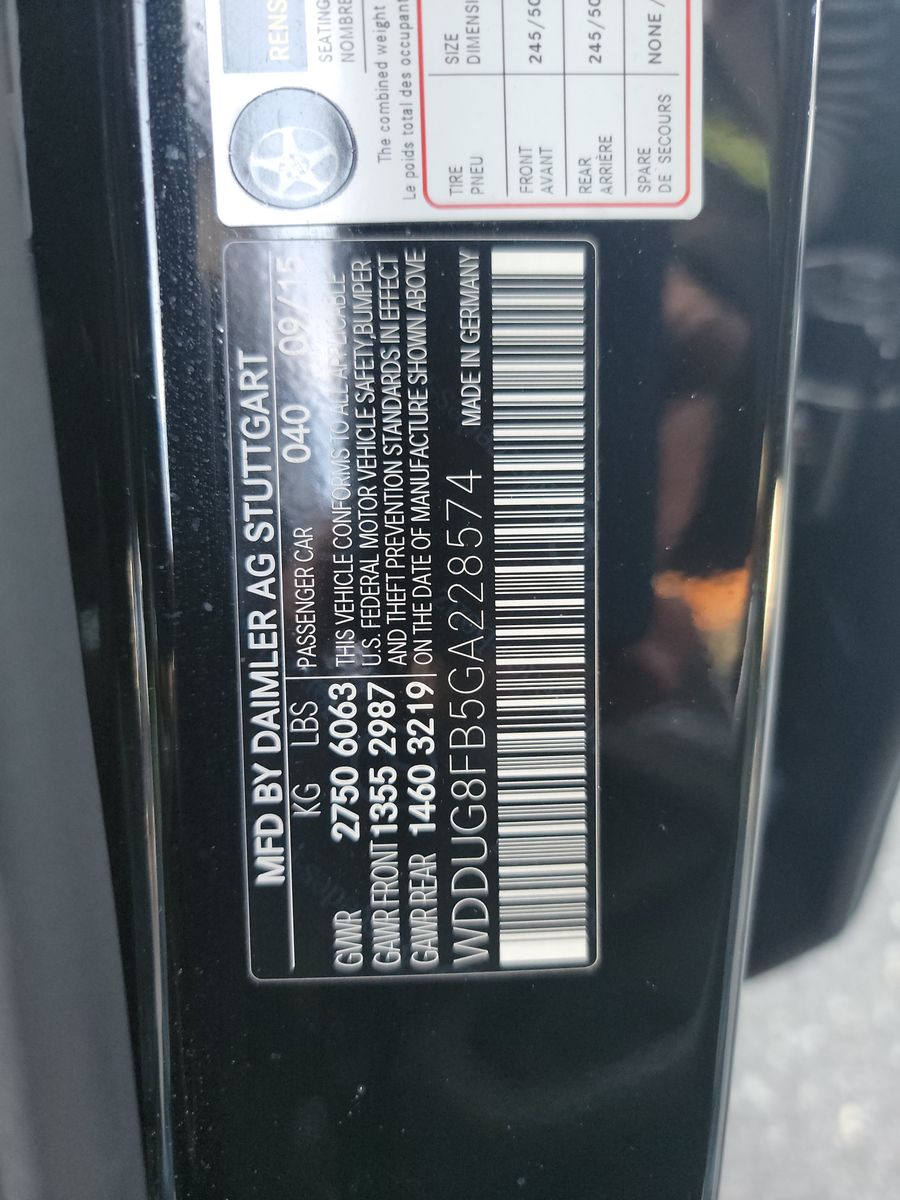 MFD BY DAIMLER AG STUTTGART
KG LBS PASSENGER CAR 040 09/15
GVWR 2750 6063 THIS VEHICLE CONFORMS TO ALL APPLICABLE
GAWR FRONT 1355 2987 U.S. FEDERAL MOTOR VEHICLE SAFETY,BUMPER
GAWR REAR 1460 3219 AND THEFT PREVENTION STANDARDS IN EFFECT
ON THE DATE OF MANUFACTURE SHOWN ABOVE
WDDUG8FB5GA228574 MADE IN GERMANY
RENS
SEATING
NOMBRE
The combined weight
Le poids total des occupant
TIRE SIZE
PNEU DIMENSI
FRONT 245/50
AVANT
REAR 245/50
ARRIÈRE
SPARE NONE /
DE SECOURS